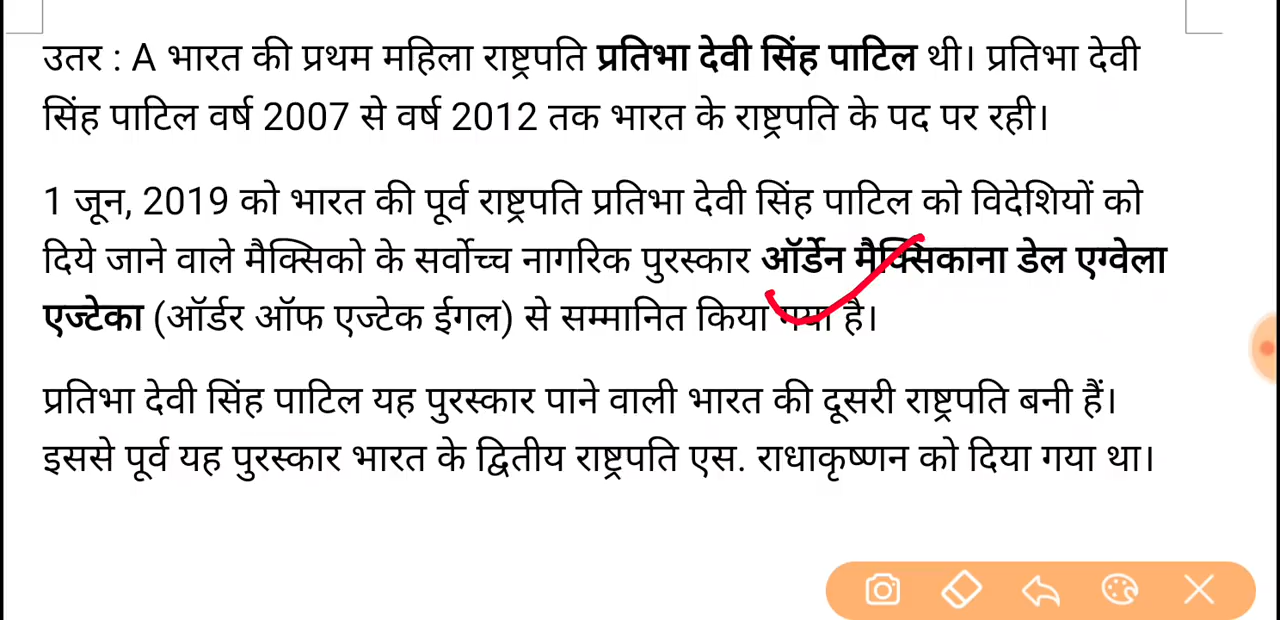 उतर : A भारत की प्रथम महिला राष्ट्रपति प्रतिभा देवी सिंह पाटिल थी। प्रतिभा देवी
सिंह पाटिल वर्ष 2007 से वर्ष 2012 तक भारत के राष्ट्रपति के पद पर रही।
1 जून, 2019 को भारत की पूर्व राष्ट्रपति प्रतिभा देवी सिंह पाटिल को विदेशियों को
दिये जाने वाले मैक्सिको के सर्वोच्च नागरिक पुरस्कार ऑर्डेन मैक्सिकाना डेल एग्वेला
एज्टेका (ऑर्डर ऑफ एज्टेक ईगल) से सम्मानित किया गया है।
प्रतिभा देवी सिंह पाटिल यह पुरस्कार पाने वाली भारत की दूसरी राष्ट्रपति बनी हैं।
इससे पूर्व यह पुरस्कार भारत के द्वितीय राष्ट्रपति एस. राधाकृष्णन को दिया गया था।